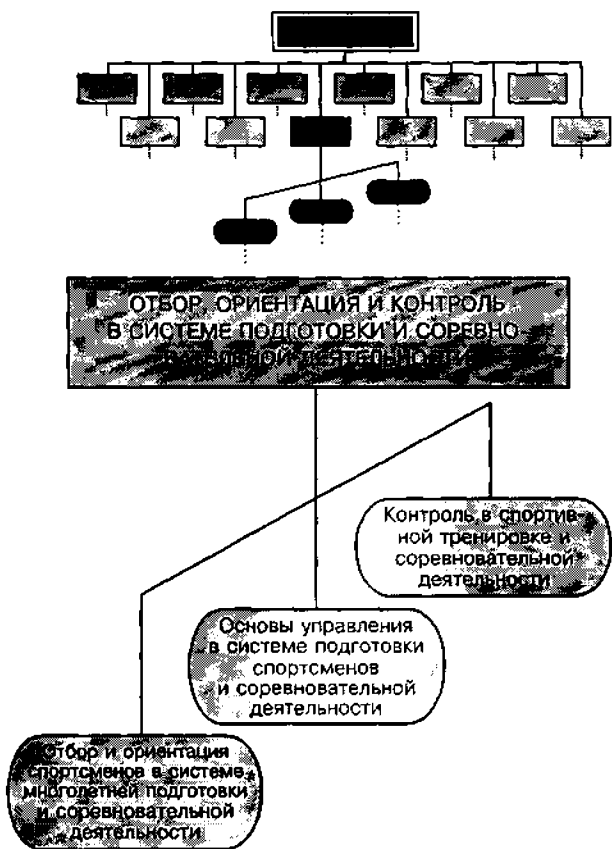 ОТБОР, ОРИЕНТАЦИЯ И КОНТРОЛЬ
В СИСТЕМЕ ПОДГОТОВКИ И СОРЕВНО-
ВАТЕЛЬНОЙ ДЕЯТЕЛЬНОСТИ
Контроль в спортив-
ной тренировке и
соревновательной
деятельности
Основы управления
в системе подготовки
спортсменов
и соревновательной
деятельности
Отбор и ориентация
спортсменов в системе
многолетней подготовки
и соревновательной
деятельности